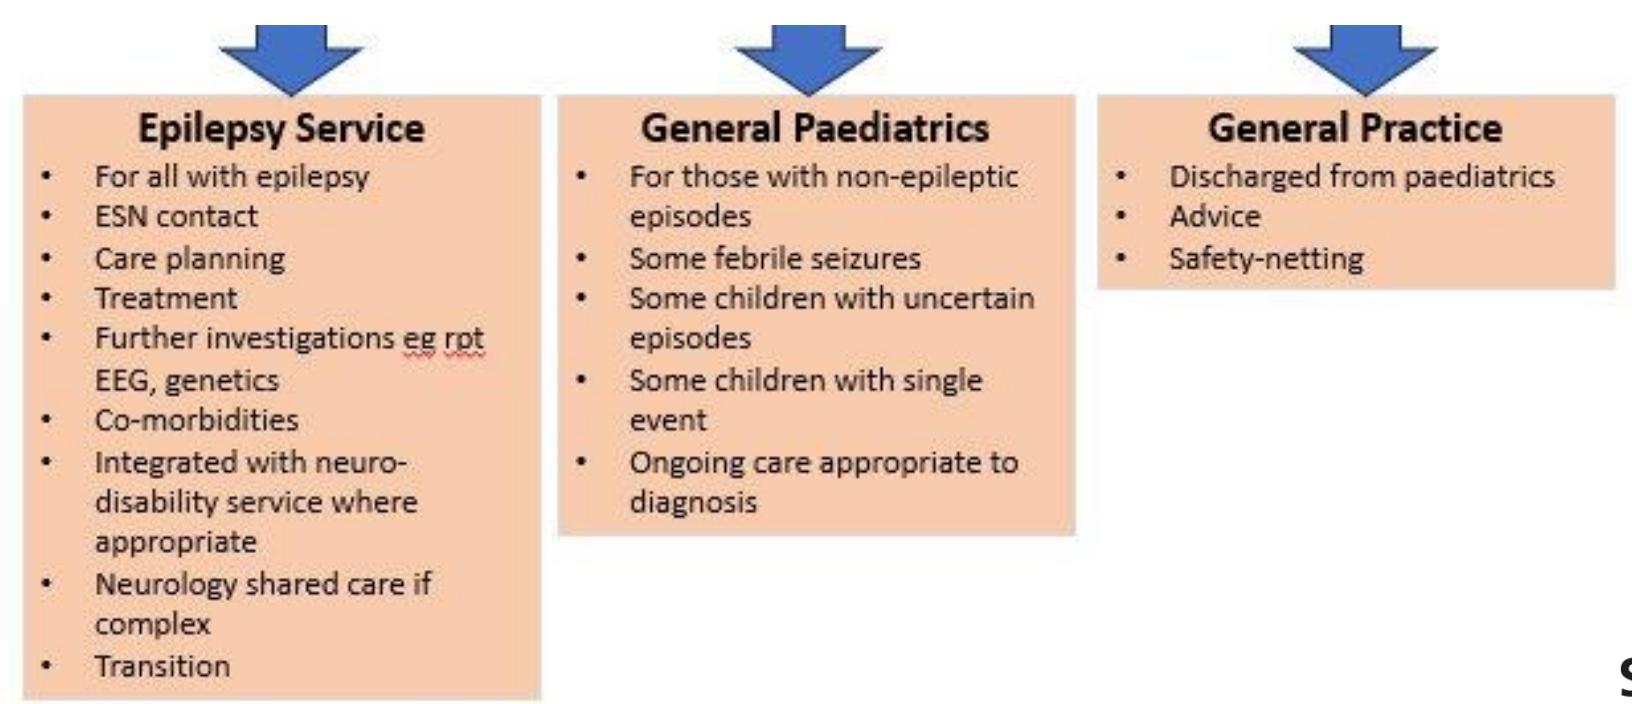 Epilepsy Service
• For all with epilepsy
• ESN contact
• Care planning
• Treatment
• Further investigations eg rpt
EEG, genetics
• Co-morbidities
• Integrated with neuro-
disability service where
appropriate
• Neurology shared care if
complex
• Transition
General Paediatrics
• For those with non-epileptic
episodes
• Some febrile seizures
• Some children with uncertain
episodes
• Some children with single
event
• Ongoing care appropriate to
diagnosis
General Practice
• Discharged from paediatrics
• Advice
• Safety-netting